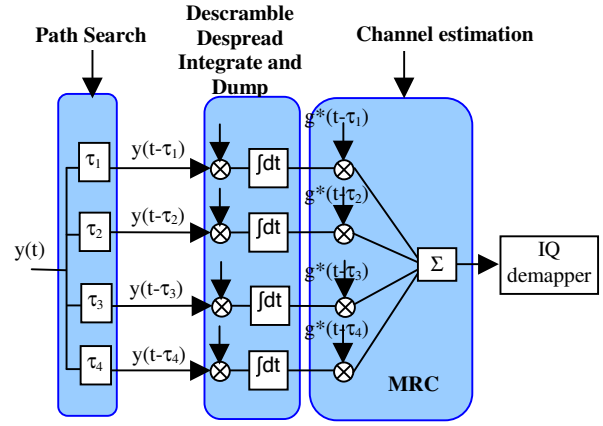 Path Search
Descramble
Despread
Integrate and
Dump
Channel estimation
y(t)
τ₁
y(t-τ₁)
∫dt
g*(t-τ₁)
τ₂
y(t-τ₂)
∫dt
g*(t-τ₂)
τ₃
y(t-τ₃)
∫dt
g*(t-τ₃)
τ₄
y(t-τ₄)
∫dt
g*(t-τ₄)
Σ
IQ
demapper
MRC